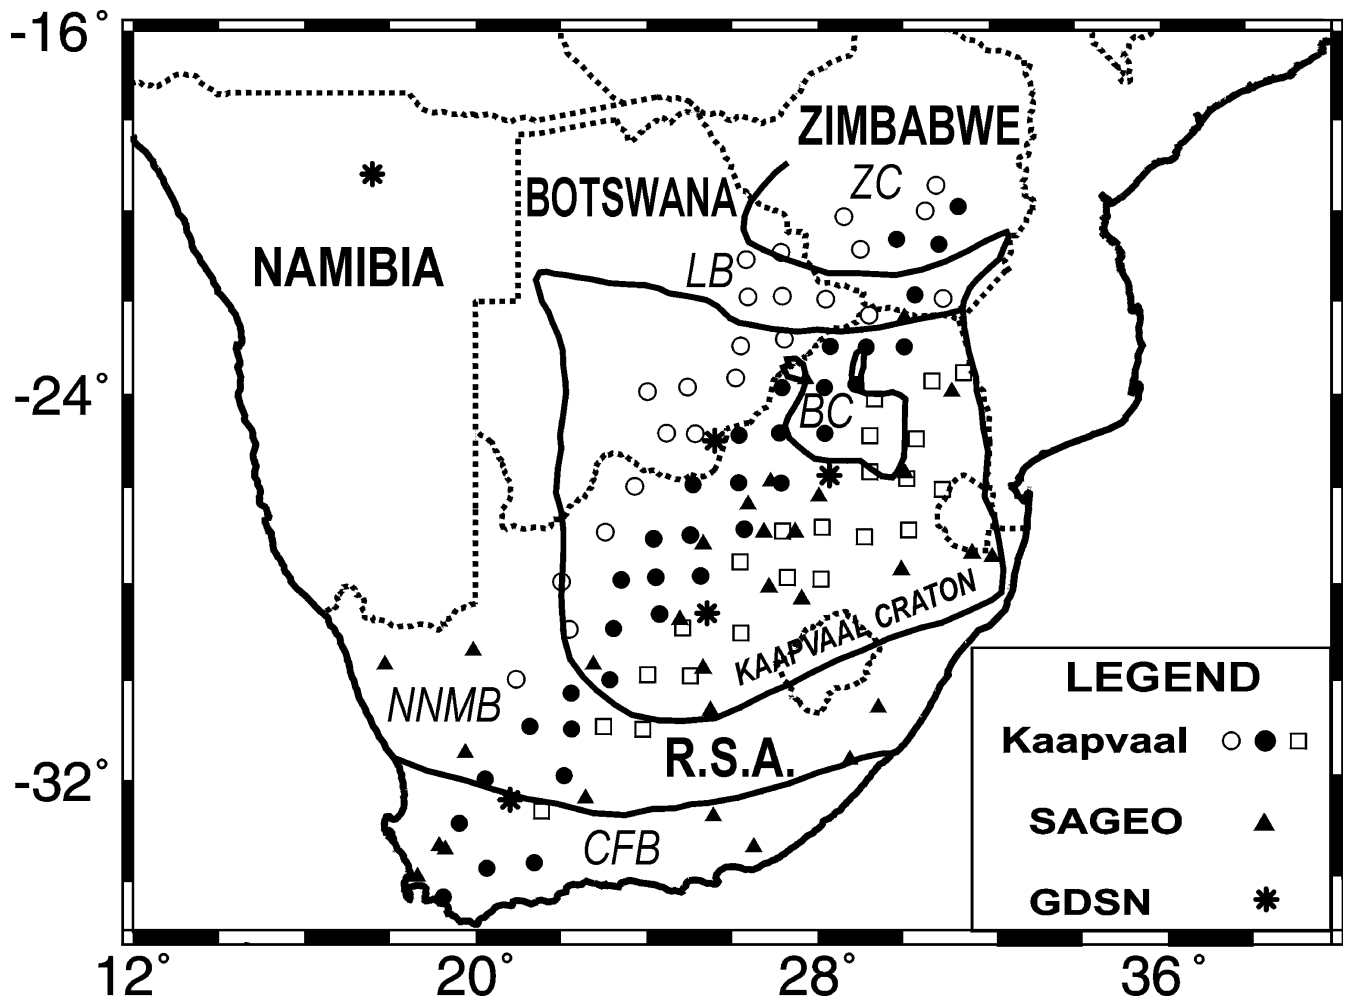 -16°
ZIMBABWE
ZC
BOTSWANA
NAMIBIA
LB
-24°
BC
KAAPVAAL CRATON
LEGEND
NNMB
Kaapvaal
R.S.A.
-32°
SAGEO
CFB
GDSN
12° 20° 28° 36°